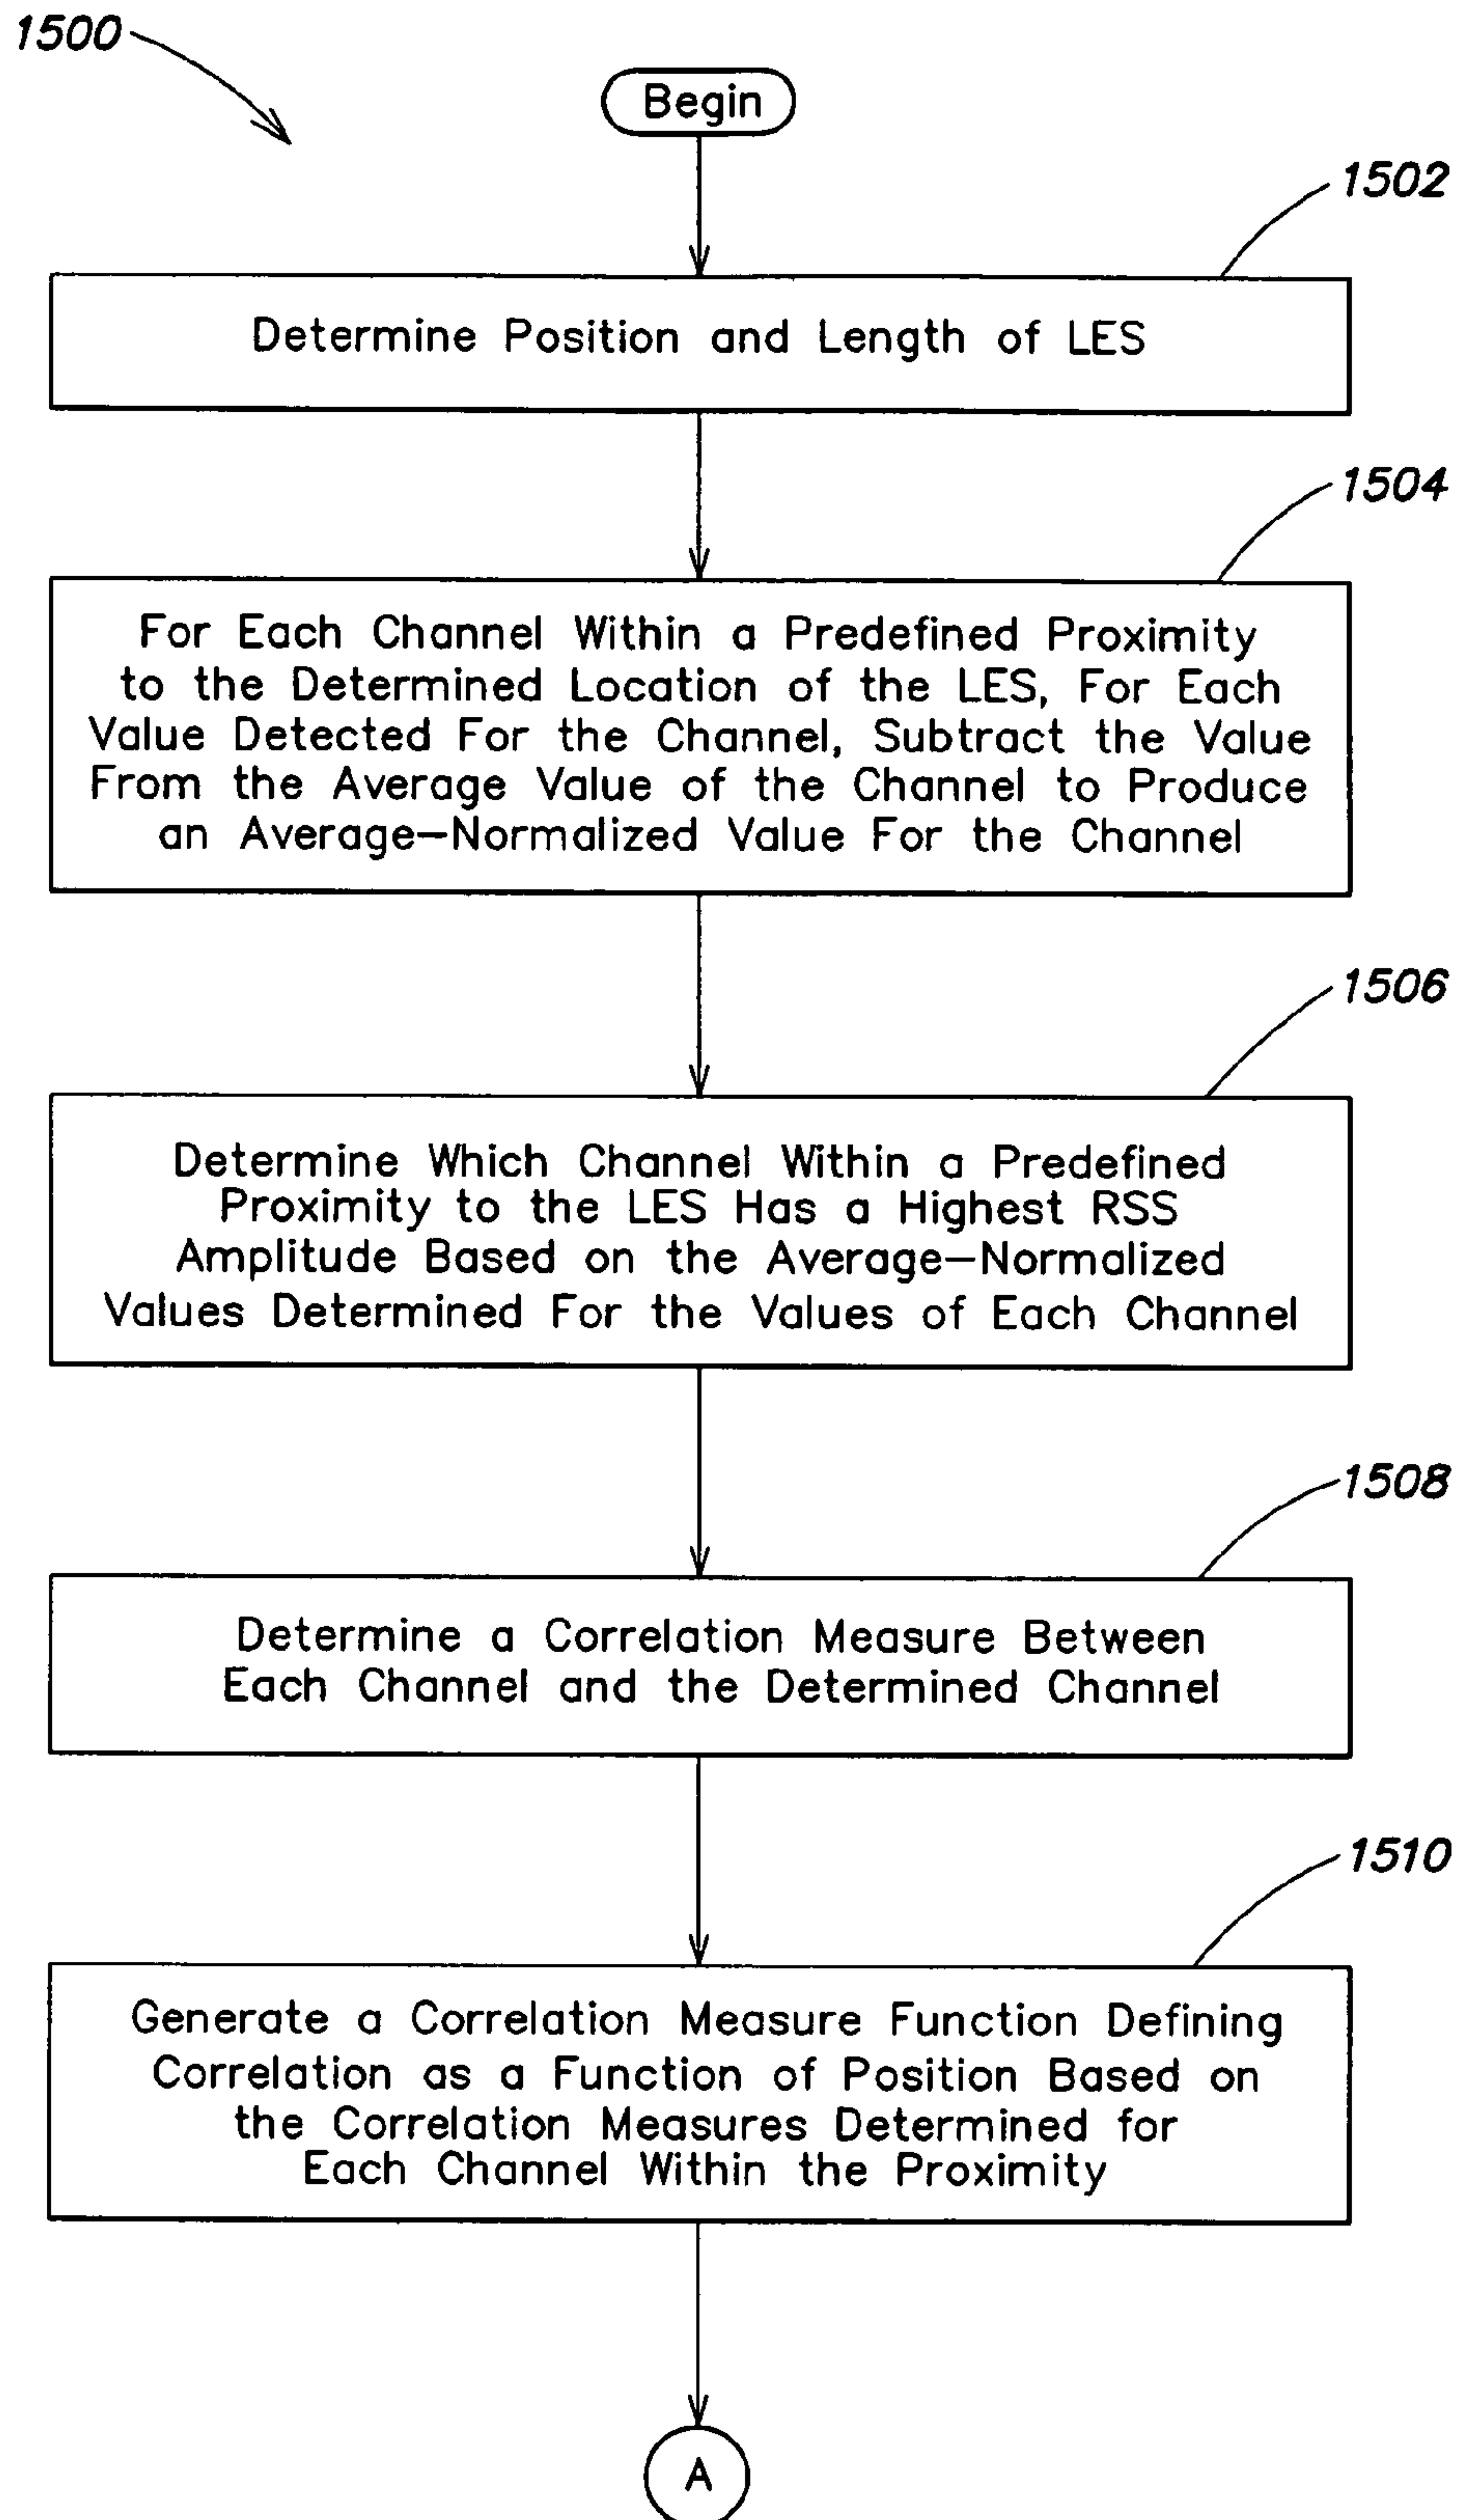 1500
Begin
1502
Determine Position and Length of LES
1504
For Each Channel Within a Predefined Proximity
to the Determined Location of the LES, For Each
Value Detected For the Channel, Subtract the Value
From the Average Value of the Channel to Produce
an Average-Normalized Value For the Channel
1506
Determine Which Channel Within a Predefined
Proximity to the LES Has a Highest RSS
Amplitude Based on the Average-Normalized
Values Determined For the Values of Each Channel
1508
Determine a Correlation Measure Between
Each Channel and the Determined Channel
1510
Generate a Correlation Measure Function Defining
Correlation as a Function of Position Based on
the Correlation Measures Determined for
Each Channel Within the Proximity
A